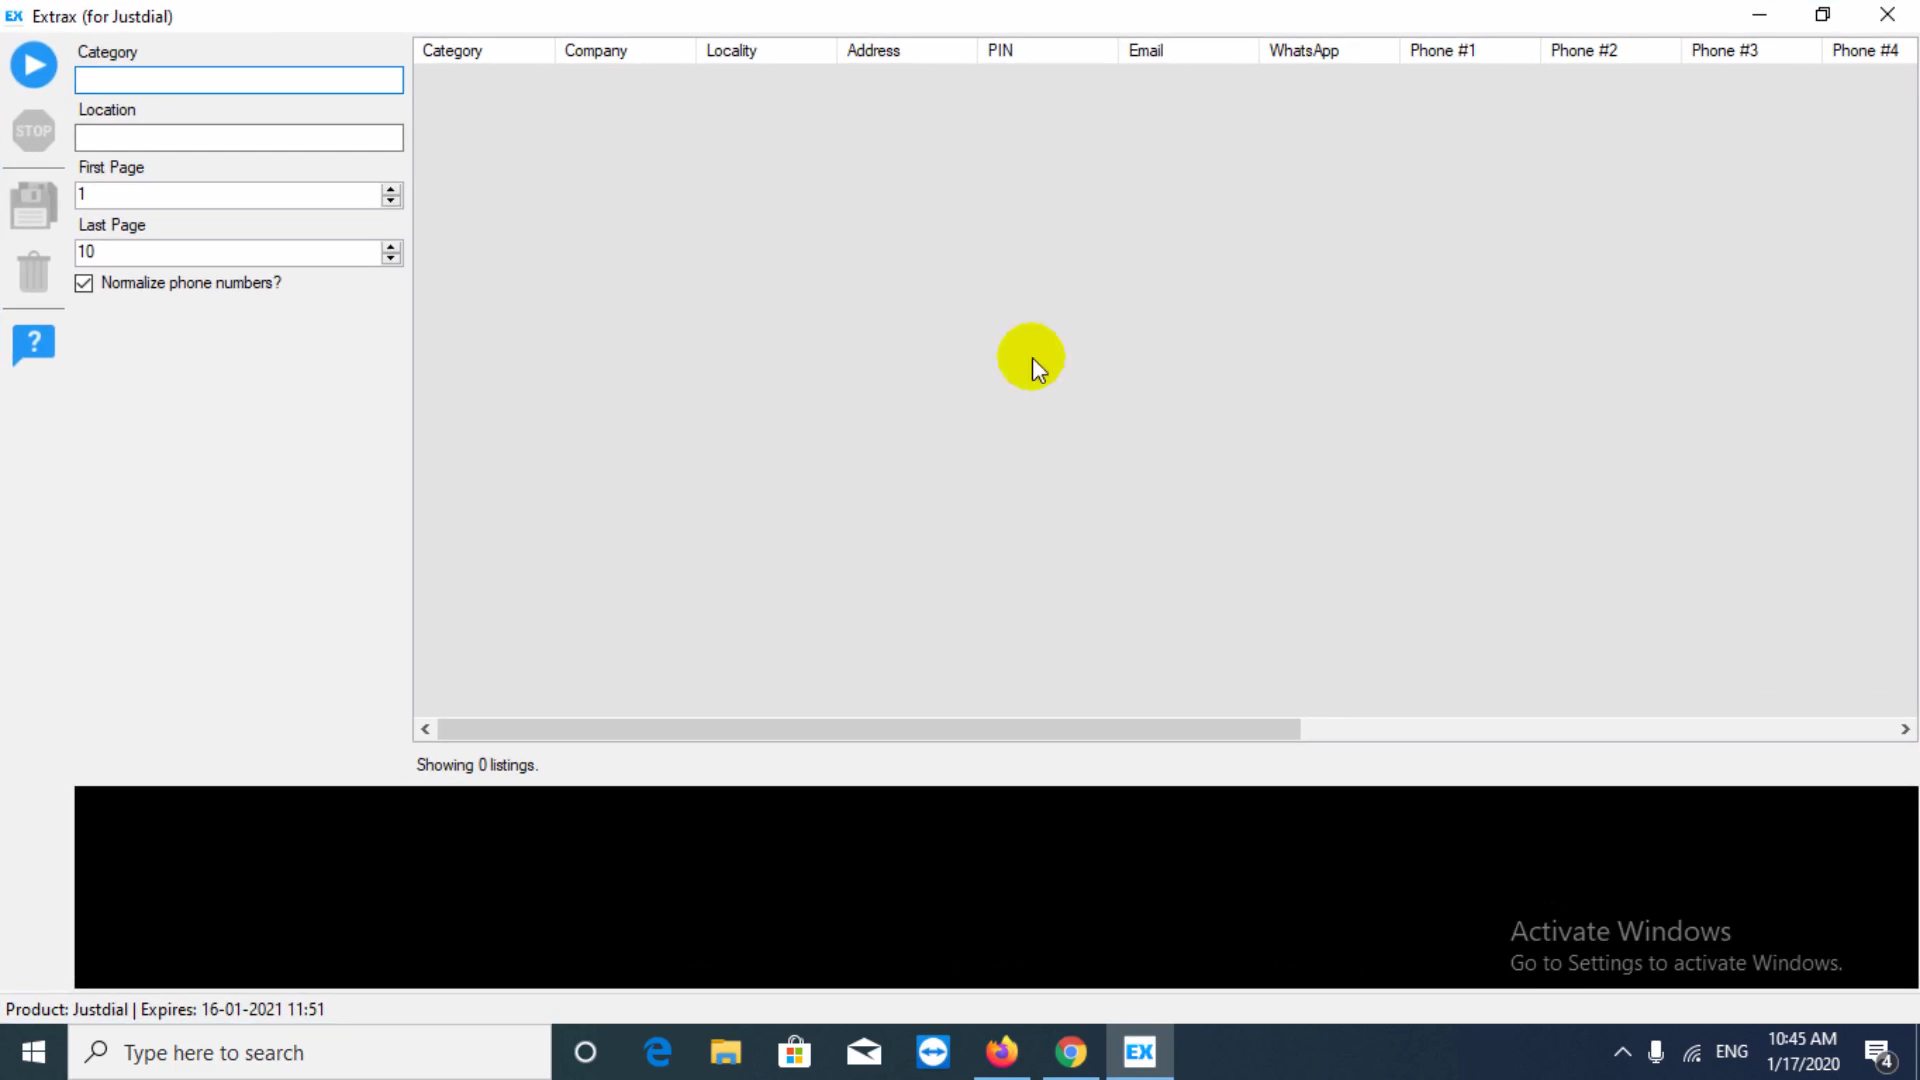 EX Extrax (for Justdial)
Category
STOP
Location
First Page
1
Last Page
10
Normalize phone numbers?
?
Category Company Locality Address PIN Email WhatsApp Phone #1 Phone #2 Phone #3 Phone #4
Showing 0 listings.
Activate Windows
Go to Settings to activate Windows.
Product: Justdial | Expires: 16-01-2021 11:51
Type here to search
EX
ENG
10:45 AM
1/17/2020
4